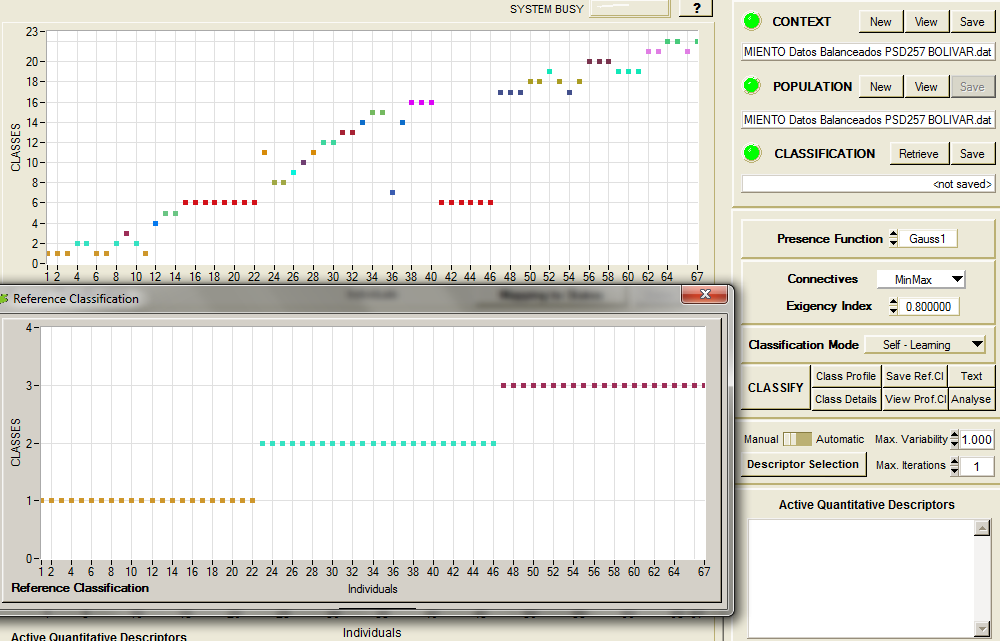 SYSTEM BUSY
?
CLASSES
23
20
18
16
14
12
10
8
6
4
2
0
1 2 4 6 8 10 12 14 16 18 20 22 24 26 28 30 32 34 36 38 40 42 44 46 48 50 52 54 56 58 60 62 64 67
Reference Classification
x
CLASSES
4
3
2
1
0
1 2 4 6 8 10 12 14 16 18 20 22 24 26 28 30 32 34 36 38 40 42 44 46 48 50 52 54 56 58 60 62 64 67
Reference Classification
Individuals
Active Quantitative Descriptors
Individuals
CONTEXT
New
View
Save
MIENTO Datos Balanceados PSD257 BOLIVAR.dat
POPULATION
New
View
Save
MIENTO Datos Balanceados PSD257 BOLIVAR.dat
CLASSIFICATION
Retrieve
Save
<not saved>
Presence Function
Gauss1
Connectives
MinMax
Exigency Index
0.800000
Classification Mode
Self - Learning
CLASSIFY
Class Profile
Save Ref.Cl
Text
Class Details
View Prof.Cl
Analyse
Manual
Automatic
Max. Variability
1.000
Descriptor Selection
Max. Iterations
1
Active Quantitative Descriptors